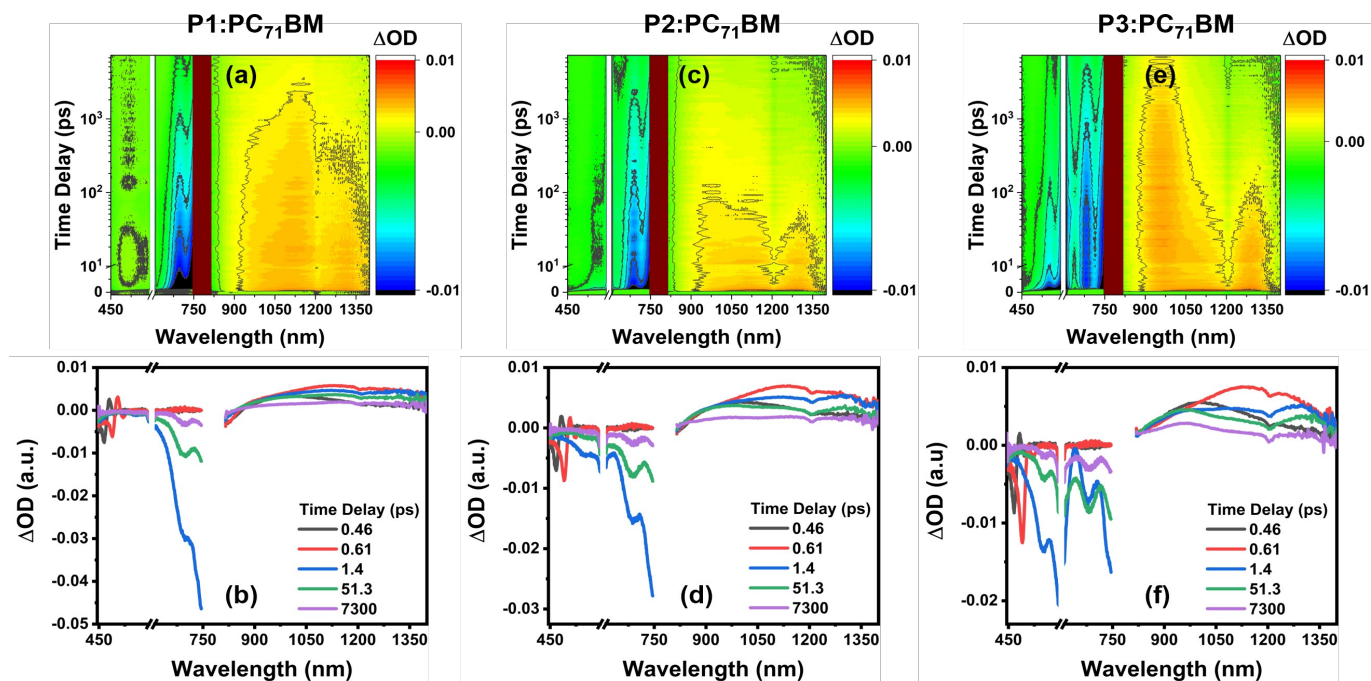 P1:PC71BM
P2:PC71BM
P3:PC71BM
(a)
ΔOD
0.01
0.00
-0.01
Time Delay (ps)
10³
10²
10¹
0
450 600 750 900 1050 1200 1350
Wavelength (nm)
(c)
ΔOD
0.01
0.00
-0.01
Time Delay (ps)
10³
10²
10¹
0
450 600 750 900 1050 1200 1350
Wavelength (nm)
(e)
ΔOD
0.01
0.00
-0.01
Time Delay (ps)
10³
10²
10¹
0
450 600 750 900 1050 1200 1350
Wavelength (nm)
ΔOD (a.u.)
0.01
0.00
-0.01
-0.02
-0.03
-0.04
-0.05
(b)
Time Delay (ps)
0.46
0.61
1.4
51.3
7300
450 750 900 1050 1200 1350
Wavelength (nm)
ΔOD (a.u.)
0.01
0.00
-0.01
-0.02
-0.03
(d)
Time Delay (ps)
0.46
0.61
1.4
51.3
7300
450 750 900 1050 1200 1350
Wavelength (nm)
ΔOD (a.u)
0.01
0.00
-0.01
-0.02
(f)
Time Delay (ps)
0.46
0.61
1.4
51.3
7300
450 750 900 1050 1200 1350
Wavelength (nm)